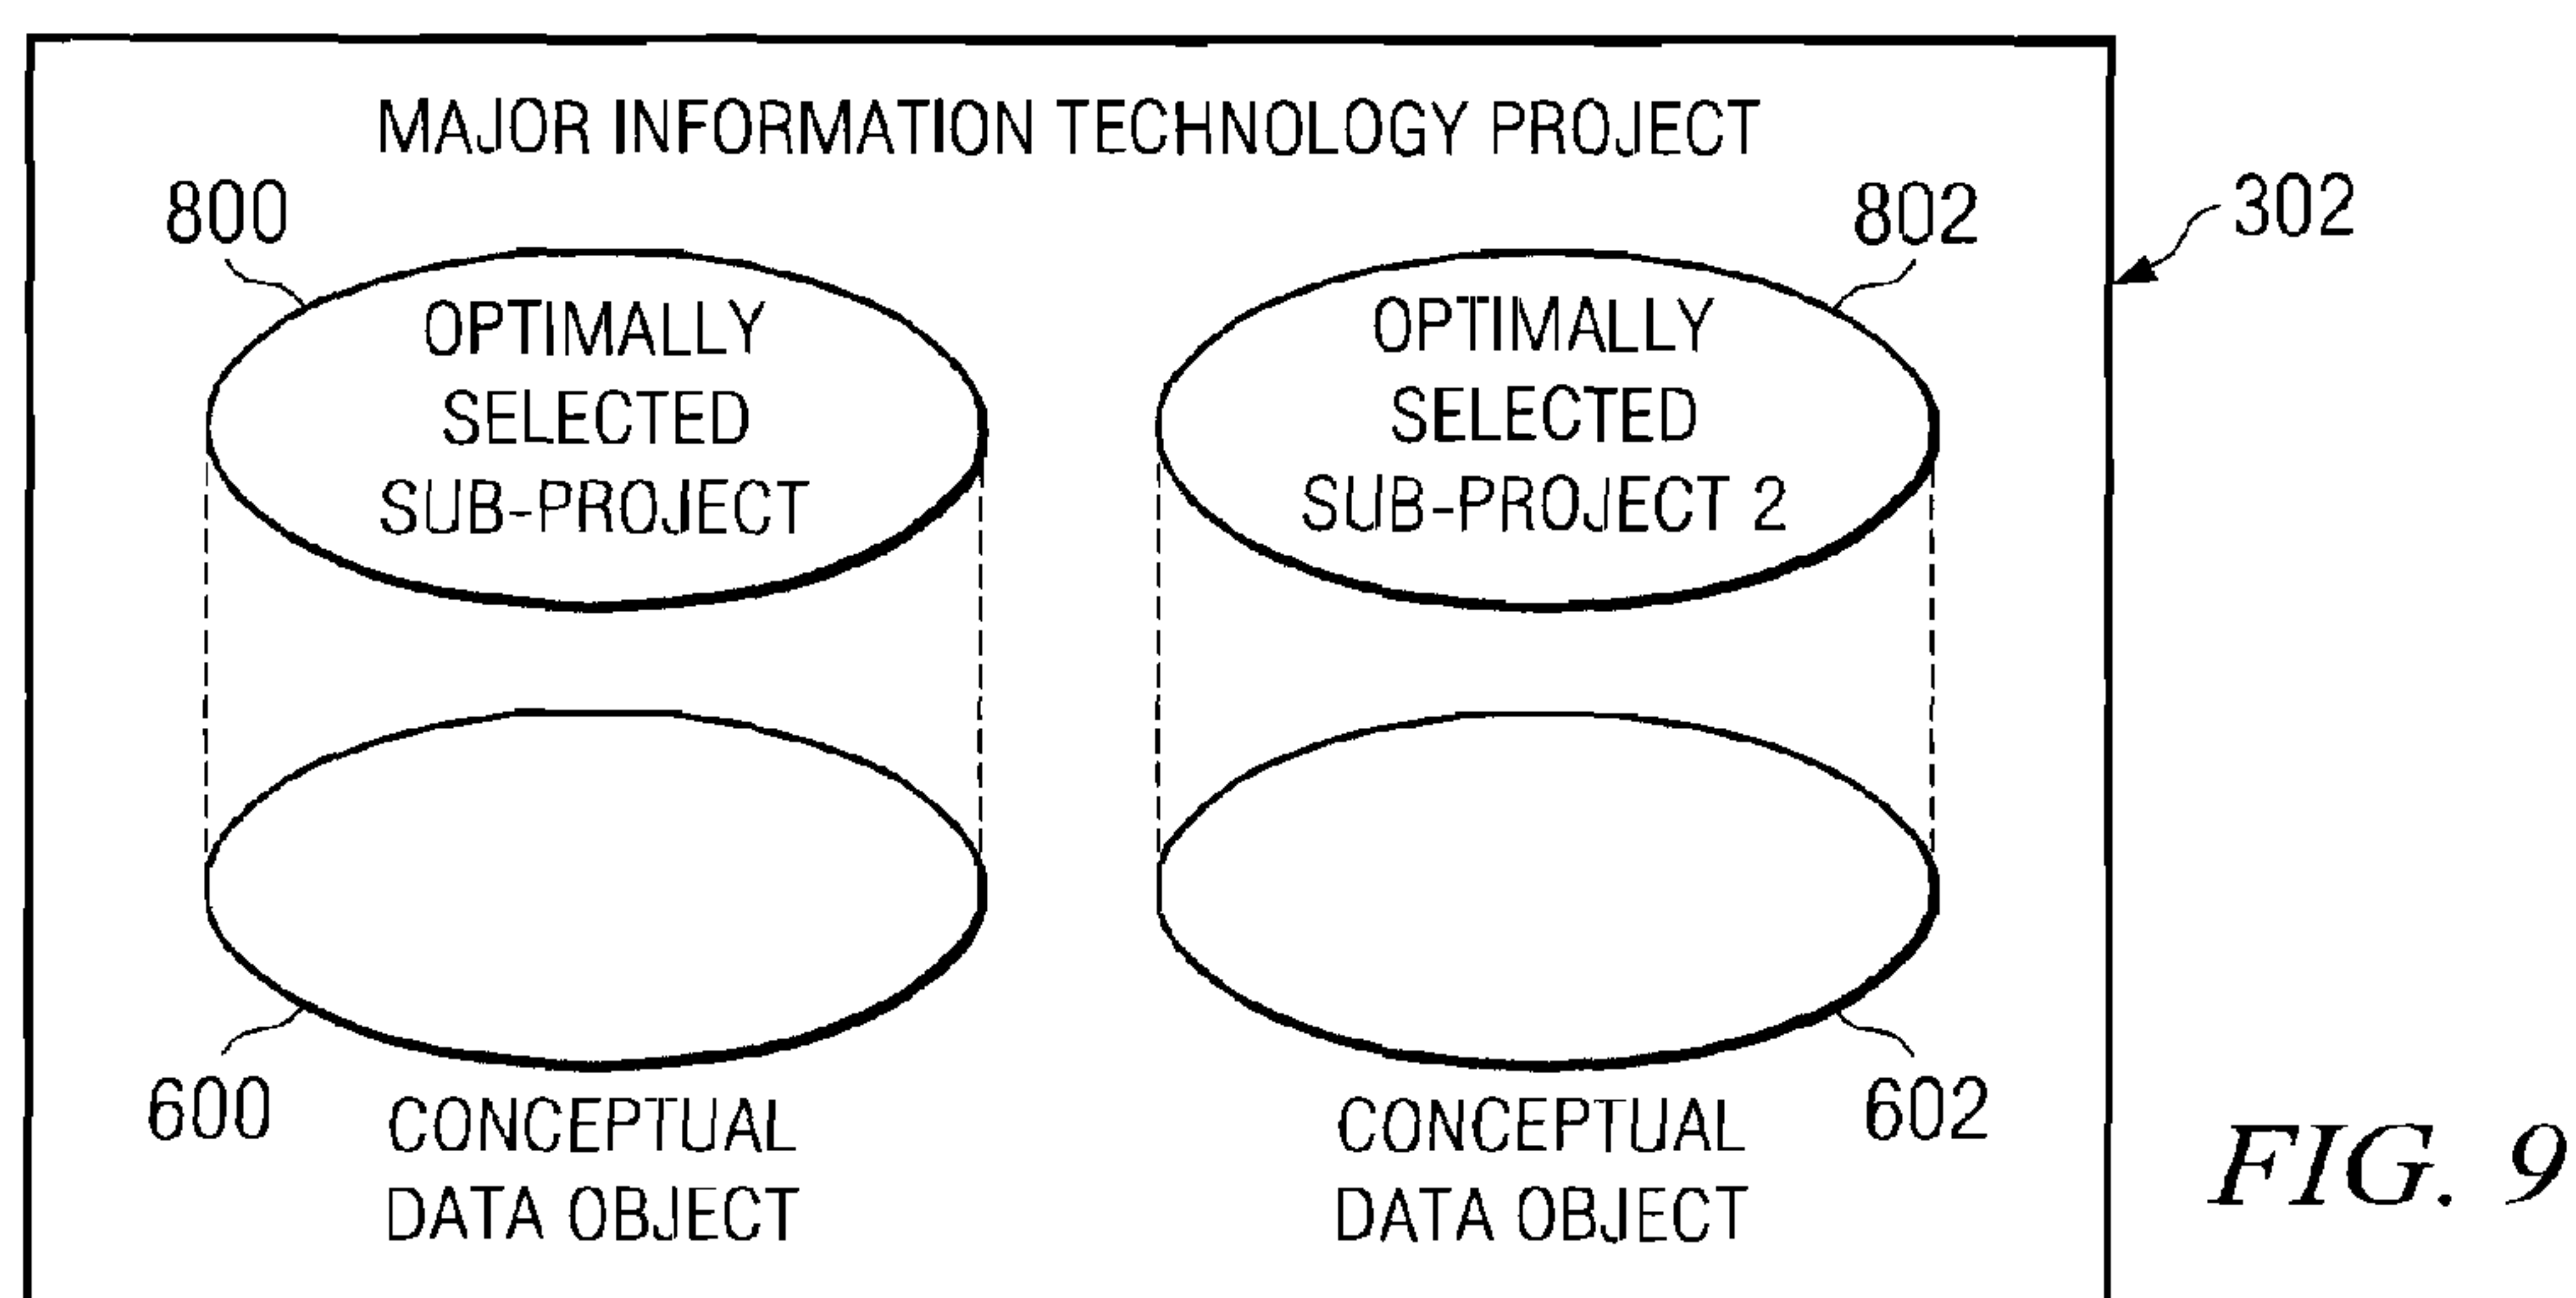 MAJOR INFORMATION TECHNOLOGY PROJECT
800
802
302
OPTIMALLY
SELECTED
SUB-PROJECT
OPTIMALLY
SELECTED
SUB-PROJECT 2
600
CONCEPTUAL
DATA OBJECT
CONCEPTUAL
DATA OBJECT
602
FIG. 9